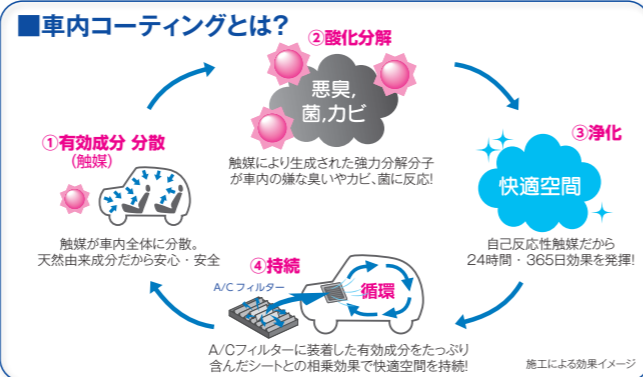 ■車内コーティングとは?
①有効成分 分散
(触媒)
触媒が車内全体に分散。
天然由来成分だから安心・安全
②酸化分解
悪臭,
菌,カビ
触媒により生成された強力分解分子
が車内の嫌な臭いやカビ、菌に反応!
③浄化
快適空間
自己反応性触媒だから
24時間・365日効果を発揮!
④持続
A/Cフィルター
循環
A/Cフィルターに装着した有効成分をたっぷり
含んだシートとの相乗効果で快適空間を持続!
施工による効果イメージ